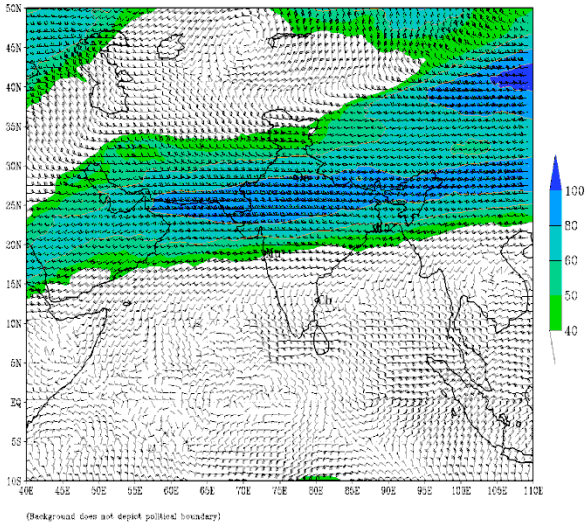 50N
45N
40N
35N
30N
25N
20N
15N
10N
5N
EQ
5S
10S
40E 45E 50E 55E 60E 65E 70E 75E 80E 85E 90E 95E 100E 105E 110E
100
80
60
50
40
Ch
(Background does not depict political boundary)